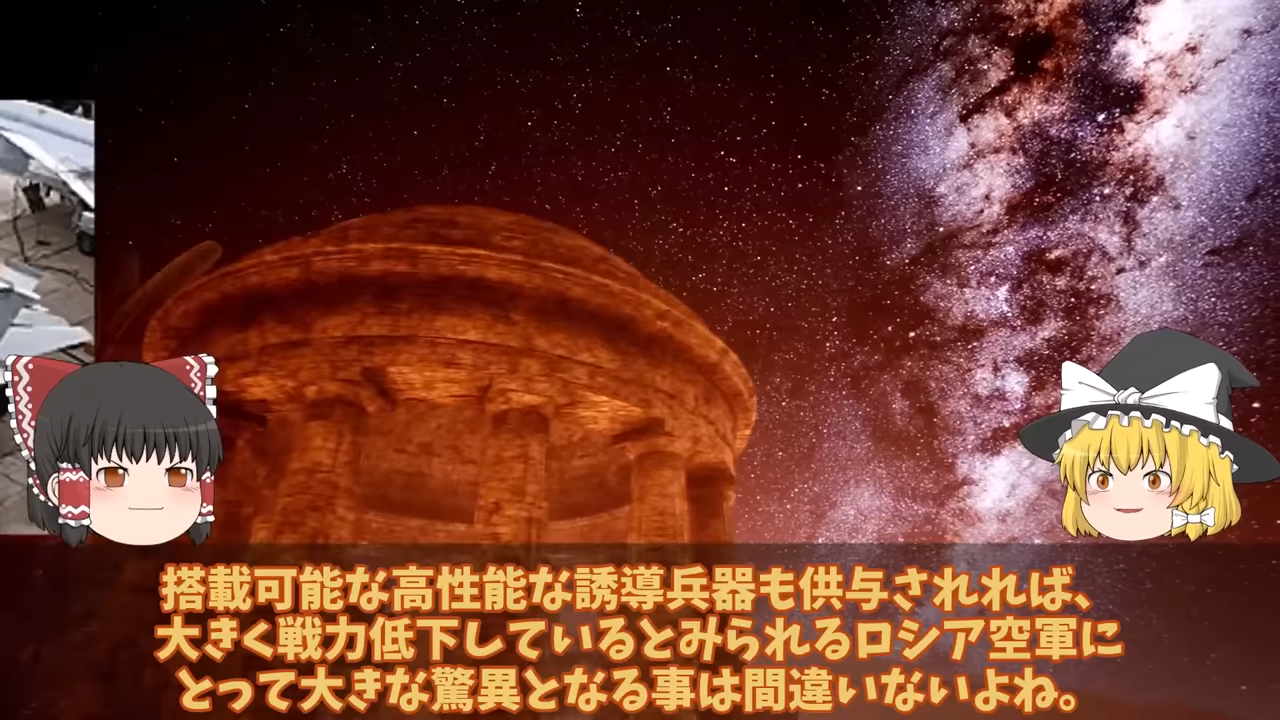 搭載可能な高性能な誘導兵器も供与されれば、
大きく戦力低下しているとみられるロシア空軍に
とって大きな驚異となる事は間違いないよね。